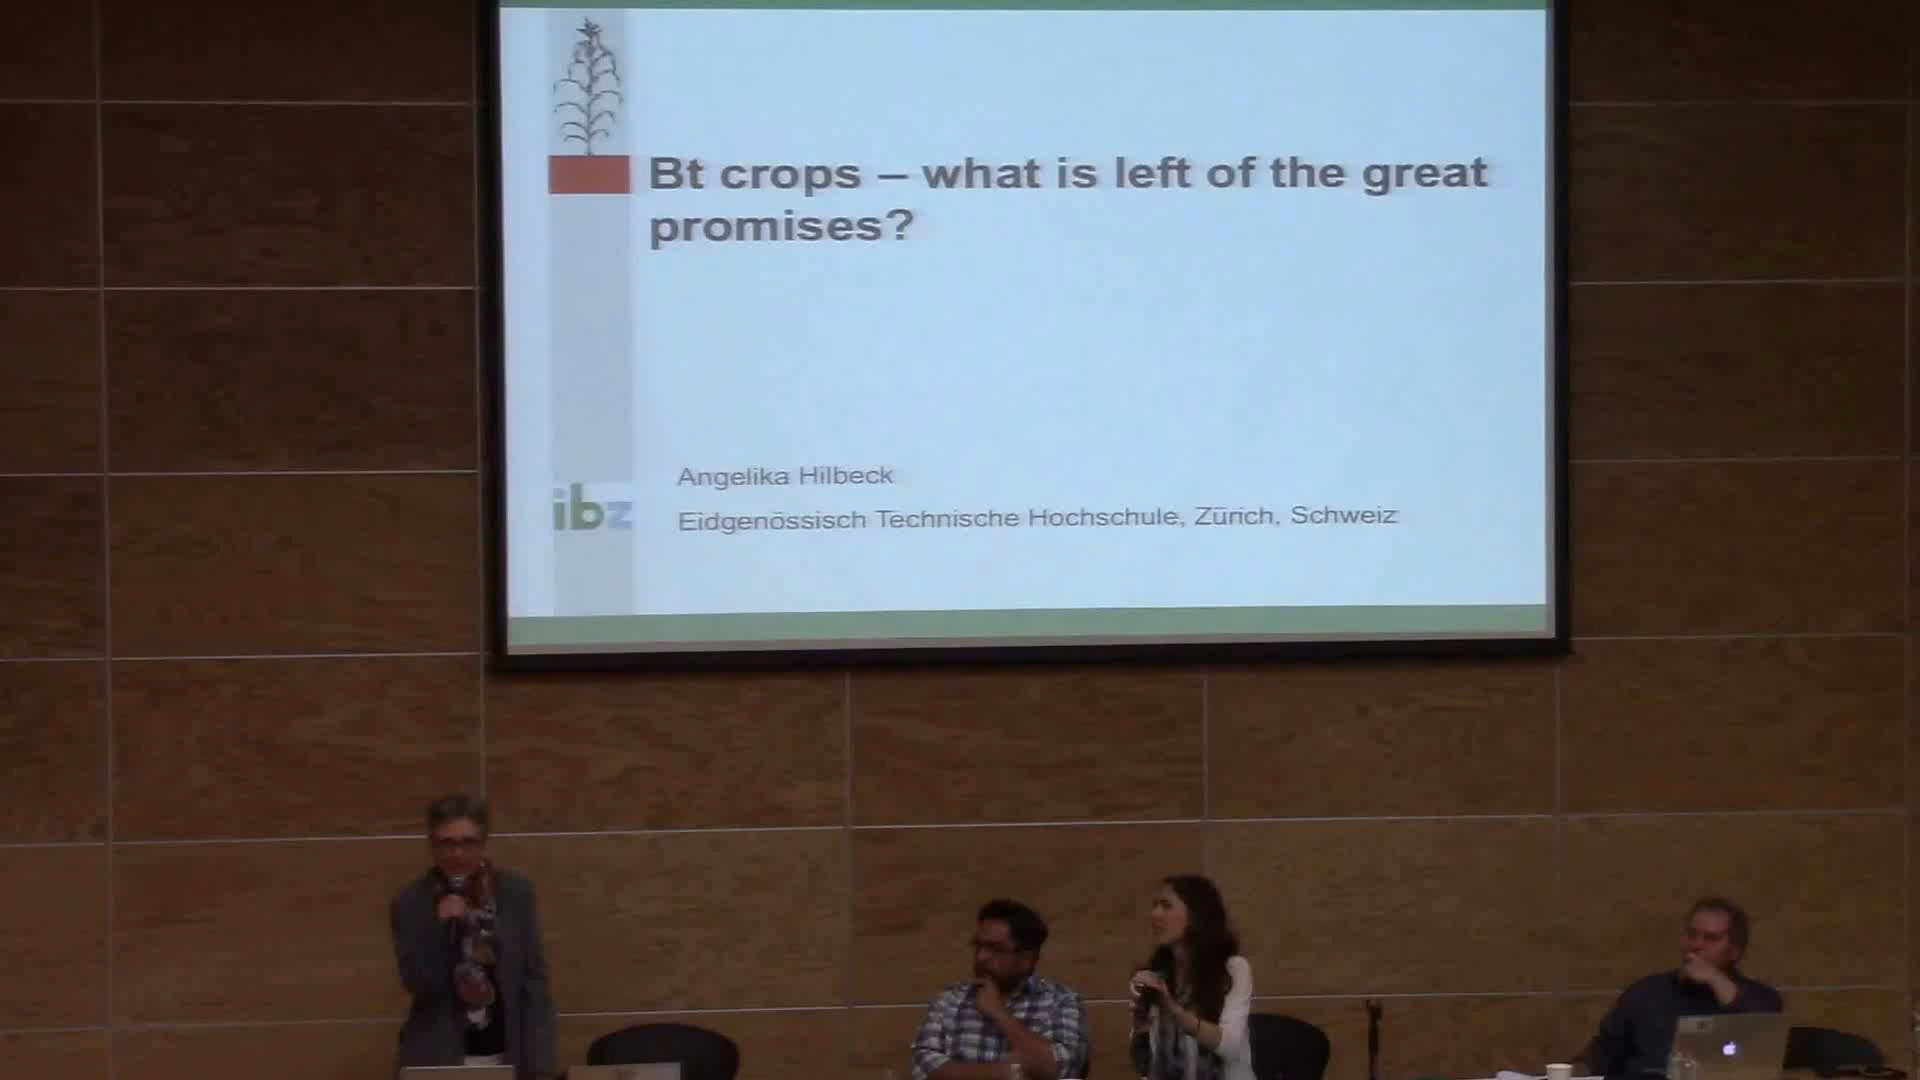 Bt crops – what is left of the great
promises?
Angelika Hilbeck
ibz
Eidgenössisch Technische Hochschule, Zürich, Schweiz